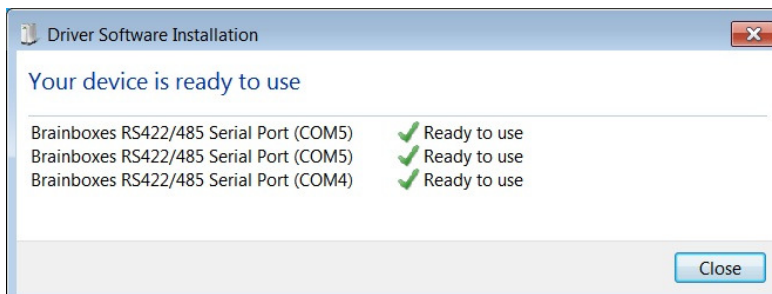 Driver Software Installation
Your device is ready to use
Brainboxes RS422/485 Serial Port (COM5) Ready to use
Brainboxes RS422/485 Serial Port (COM5) Ready to use
Brainboxes RS422/485 Serial Port (COM4) Ready to use
Close